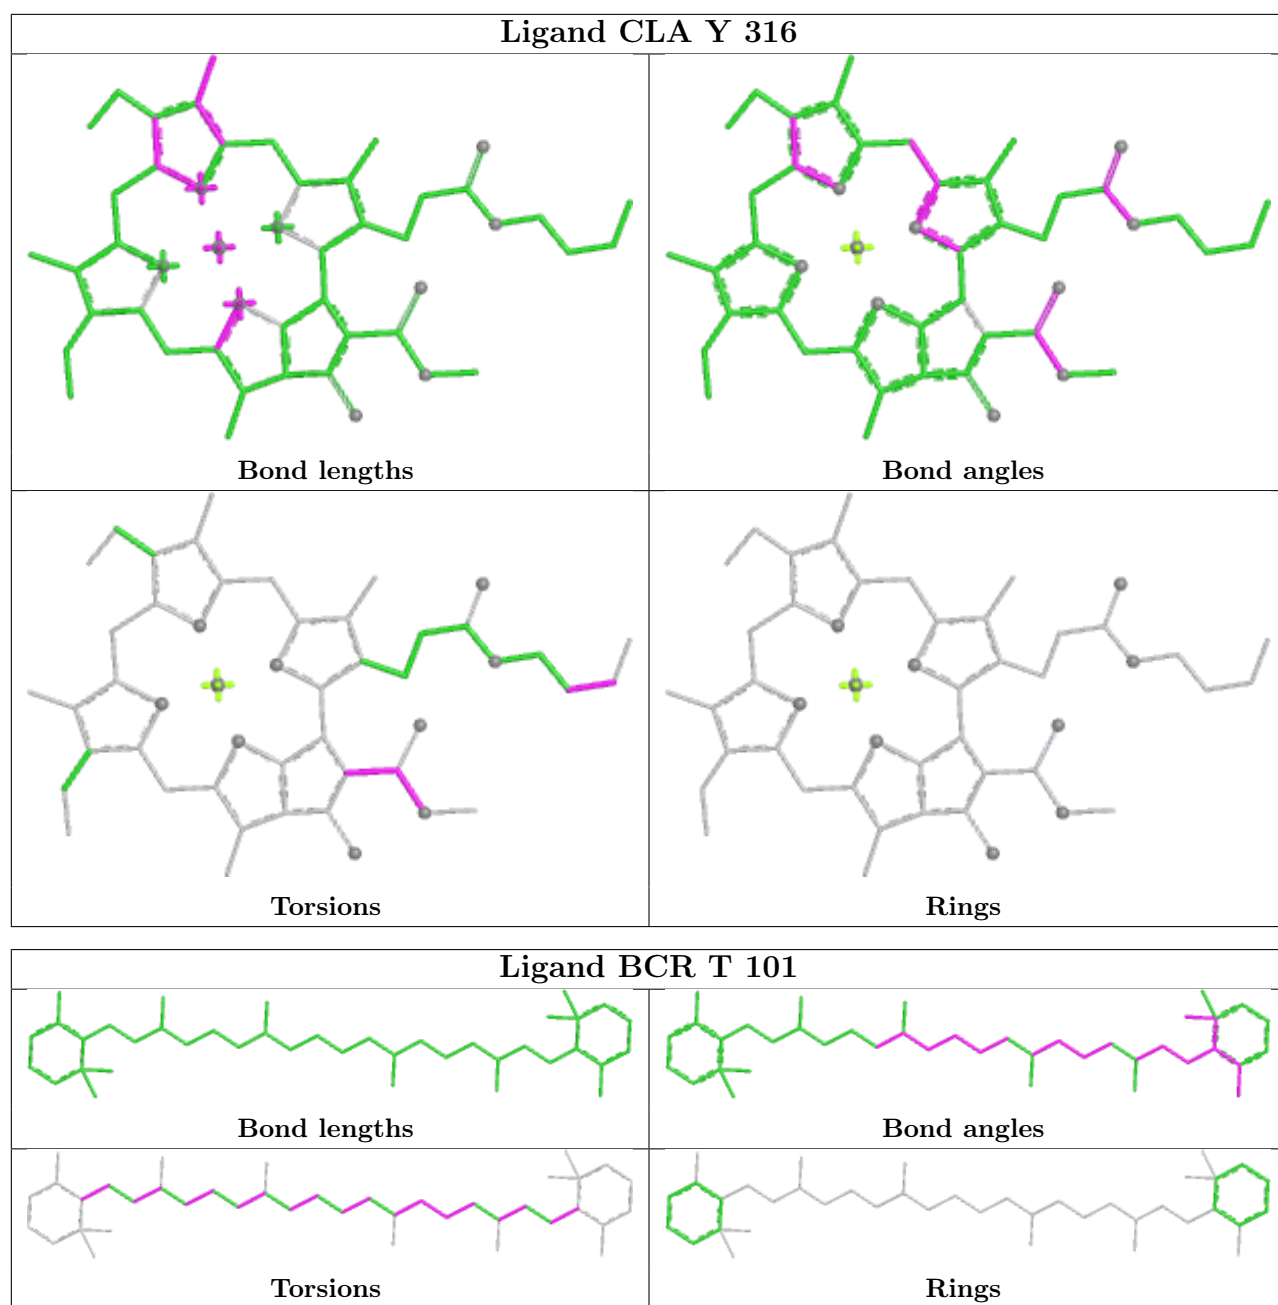 Ligand CLA Y 316
Bond lengths
Bond angles
Torsions
Rings
Ligand BCR T 101
Bond lengths
Bond angles
Torsions
Rings